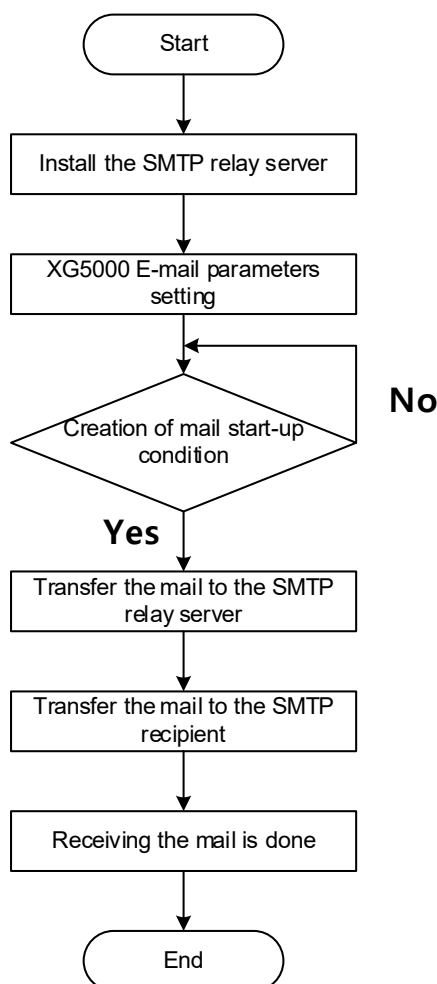 Start
Install the SMTP relay server
XG5000 E-mail parameters
setting
Creation of mail start-up
condition
No
Yes
Transfer the mail to the SMTP
relay server
Transfer the mail to the SMTP
recipient
Receiving the mail is done
End